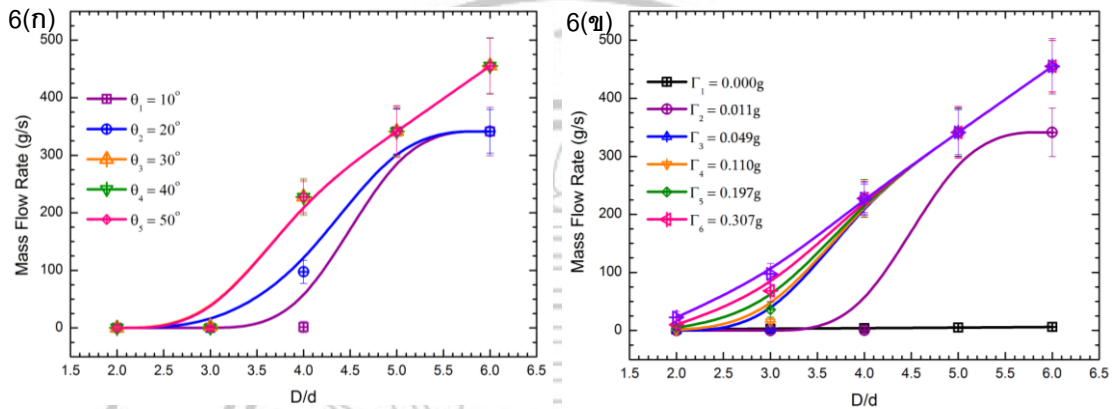 6(ก)
500
400
300
200
100
0
Mass Flow Rate (g/s)
θ1 = 10°
θ2 = 20°
θ3 = 30°
θ4 = 40°
θ5 = 50°
1.5 2.0 2.5 3.0 3.5 4.0 4.5 5.0 5.5 6.0 6.5
D/d
6(ข)
500
400
300
200
100
0
Mass Flow Rate (g/s)
Γ1 = 0.000g
Γ2 = 0.011g
Γ3 = 0.049g
Γ4 = 0.110g
Γ5 = 0.197g
Γ6 = 0.307g
1.5 2.0 2.5 3.0 3.5 4.0 4.5 5.0 5.5 6.0 6.5
D/d